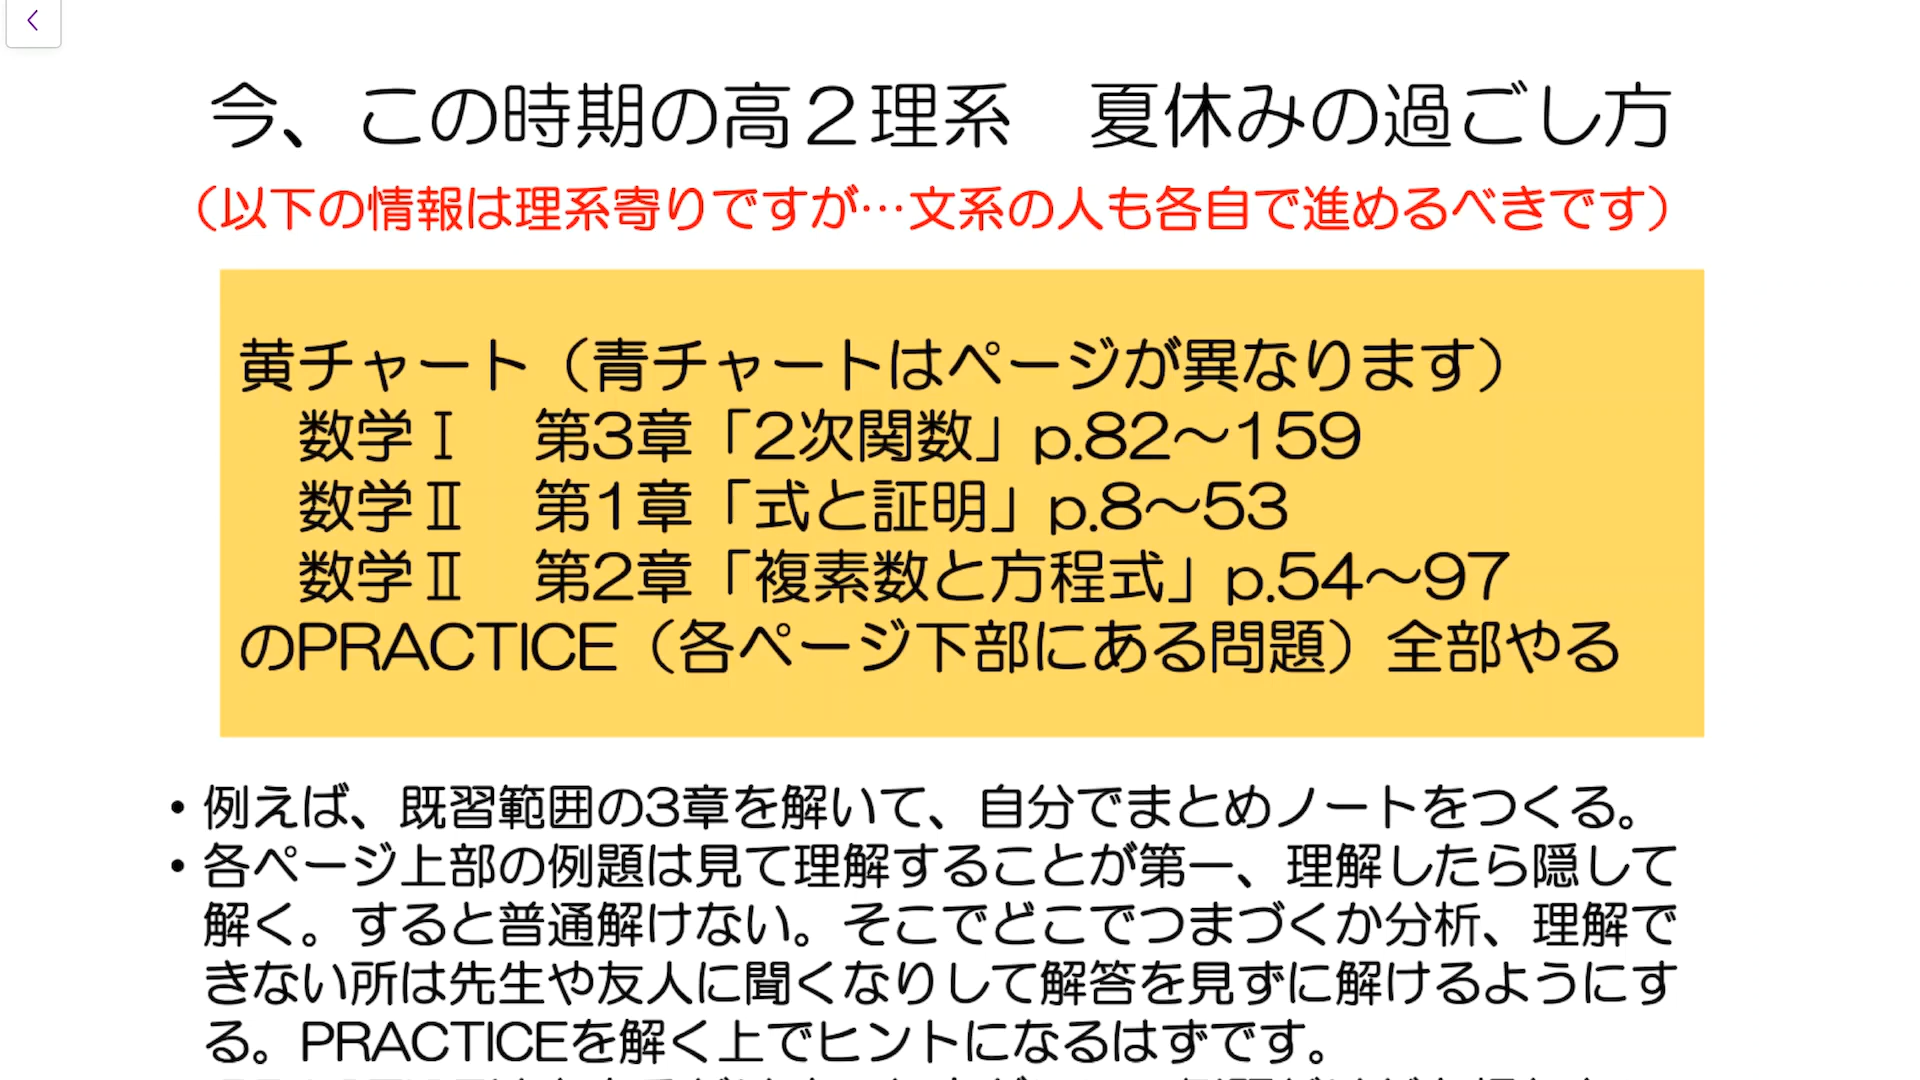 今、この時期の高２理系　夏休みの過ごし方
（以下の情報は理系寄りですが…文系の人も各自で進めるべきです）
黄チャート（青チャートはページが異なります）
数学Ⅰ　第3章「2次関数」p.82～159
数学Ⅱ　第1章「式と証明」p.8～53
数学Ⅱ　第2章「複素数と方程式」p.54～97
のPRACTICE（各ページ下部にある問題）全部やる
• 例えば、既習範囲の3章を解いて、自分でまとめノートをつくる。
• 各ページ上部の例題は見て理解することが第一、理解したら隠して
解く。すると普通解けない。そこでどこでつまづくか分析、理解で
きない所は先生や友人に聞くなりして解答を見ずに解けるようにす
る。PRACTICEを解く上でヒントになるはずです。